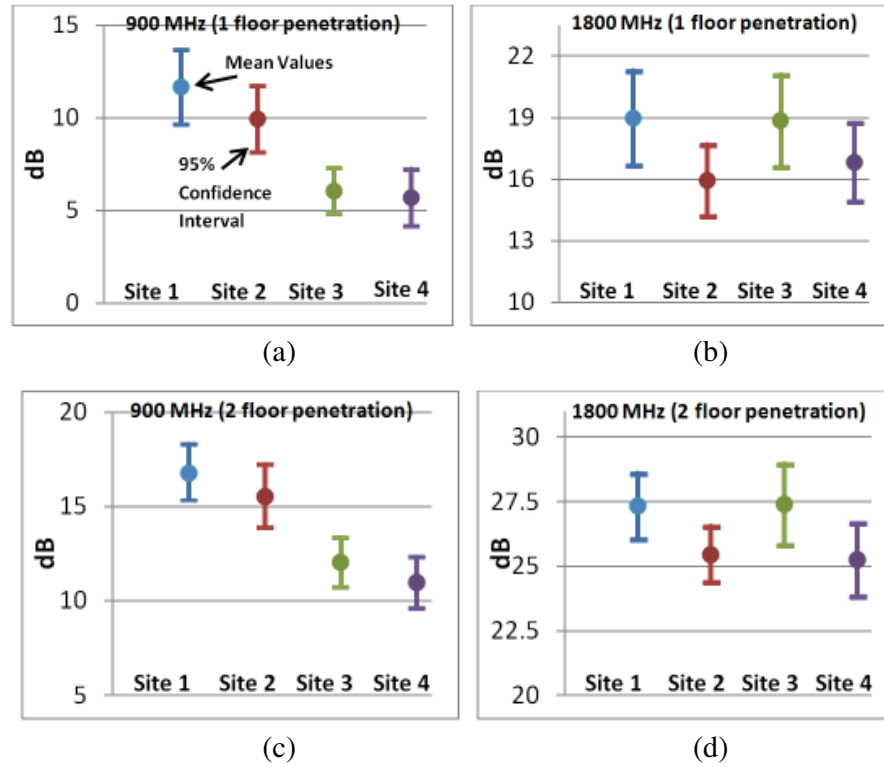 900 MHz (1 floor penetration)
15
10
5
0
dB
Mean Values
95%
Confidence
Interval
Site 1 Site 2 Site 3 Site 4
(a)
1800 MHz (1 floor penetration)
22
19
16
13
10
dB
Site 1 Site 2 Site 3 Site 4
(b)
900 MHz (2 floor penetration)
20
15
10
5
dB
Site 1 Site 2 Site 3 Site 4
(c)
1800 MHz (2 floor penetration)
30
27.5
25
22.5
20
dB
Site 1 Site 2 Site 3 Site 4
(d)